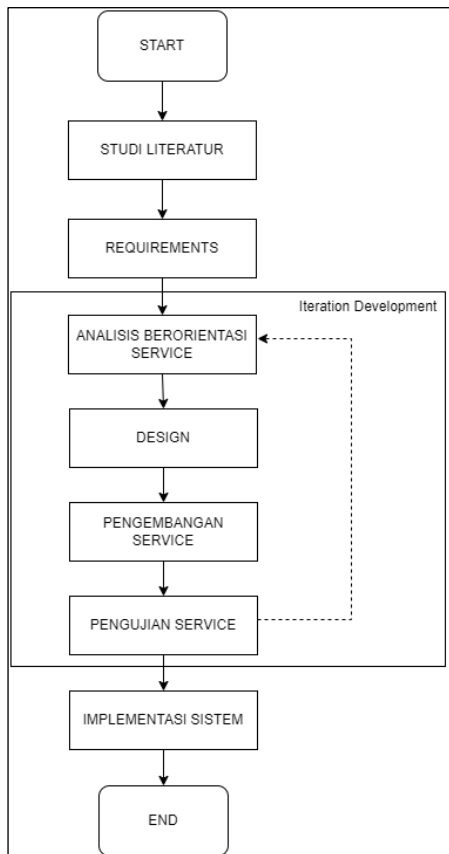 START
STUDI LITERATUR
REQUIREMENTS
Iteration Development
ANALISIS BERORIENTASI
SERVICE
DESIGN
PENGEMBANGAN
SERVICE
PENGUJIAN SERVICE
IMPLEMENTASI SISTEM
END